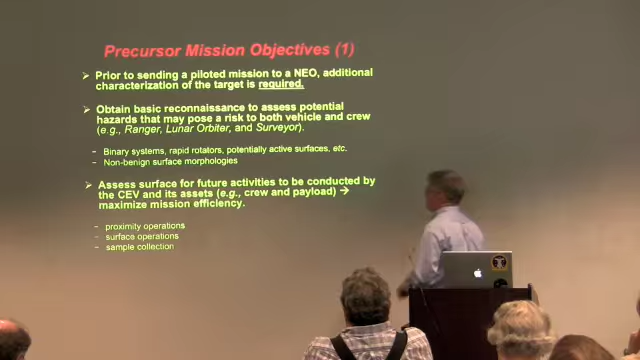 Precursor Mission Objectives (1)
➢ Prior to sending a piloted mission to a NEO, additional
characterization of the target is required.
➢ Obtain basic reconnaissance to assess potential
hazards that may pose a risk to both vehicle and crew
(e.g., Ranger, Lunar Orbiter, and Surveyor).
– Binary systems, rapid rotators, potentially active surfaces, etc.
– Non-benign surface morphologies
➢ Assess surface for future activities to be conducted by
the CEV and its assets (e.g., crew and payload) →
maximize mission efficiency.
– proximity operations
– surface operations
– sample collection